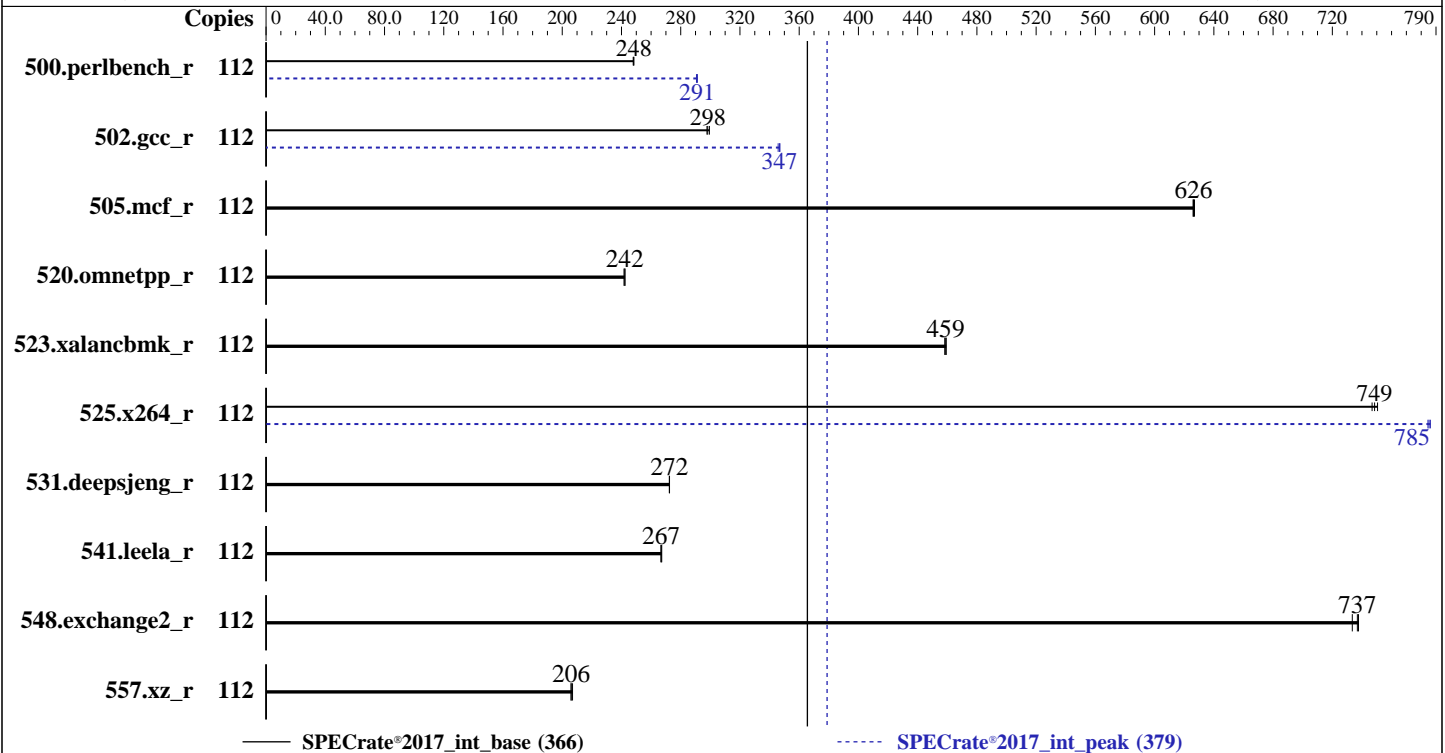 Copies 0 40.0 80.0 120 160 200 240 280 320 360 400 440 480 520 560 600 640 680 720 790
500.perlbench_r 112 248
291
502.gcc_r 112 298
347
505.mcf_r 112 626
520.omnetpp_r 112 242
523.xalancbmk_r 112 459
525.x264_r 112 749
785
531.deepsjeng_r 112 272
541.leela_r 112 267
548.exchange2_r 112 737
557.xz_r 112 206
SPECrate®2017_int_base (366) SPECrate®2017_int_peak (379)